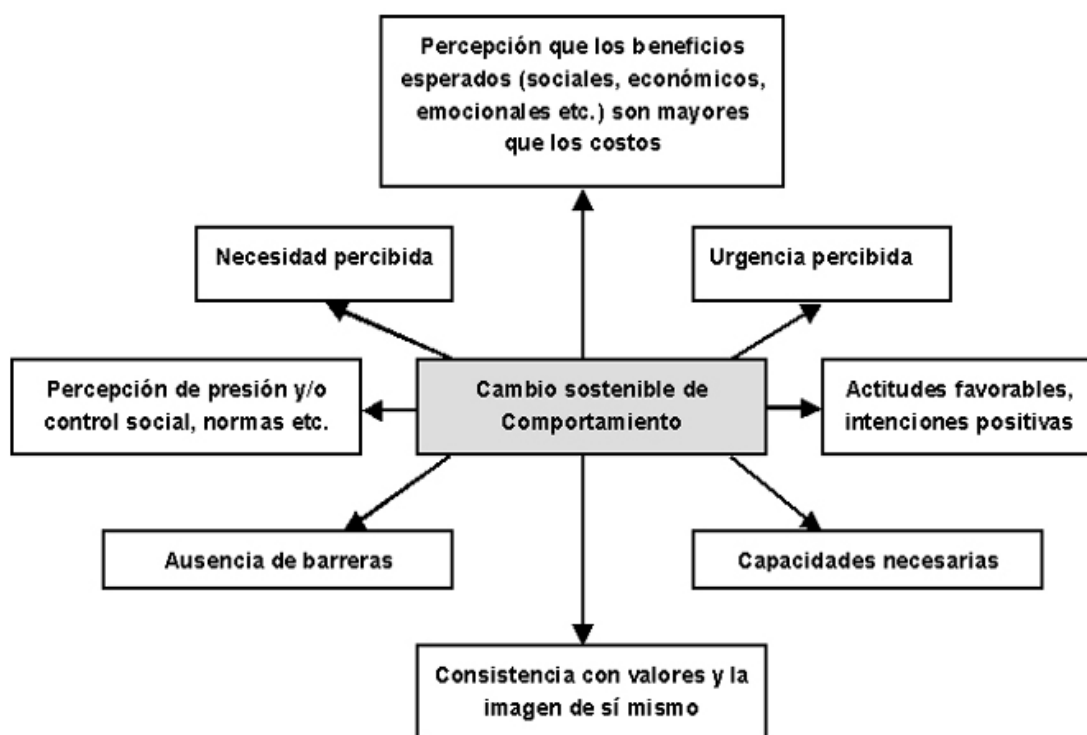 Percepción que los beneficios
esperados (sociales, económicos,
emocionales etc.) son mayores
que los costos
Necesidad percibida
Urgencia percibida
Percepción de presión y/o
control social, normas etc.
Cambio sostenible de
Comportamiento
Actitudes favorables,
intenciones positivas
Ausencia de barreras
Capacidades necesarias
Consistencia con valores y la
imagen de sí mismo